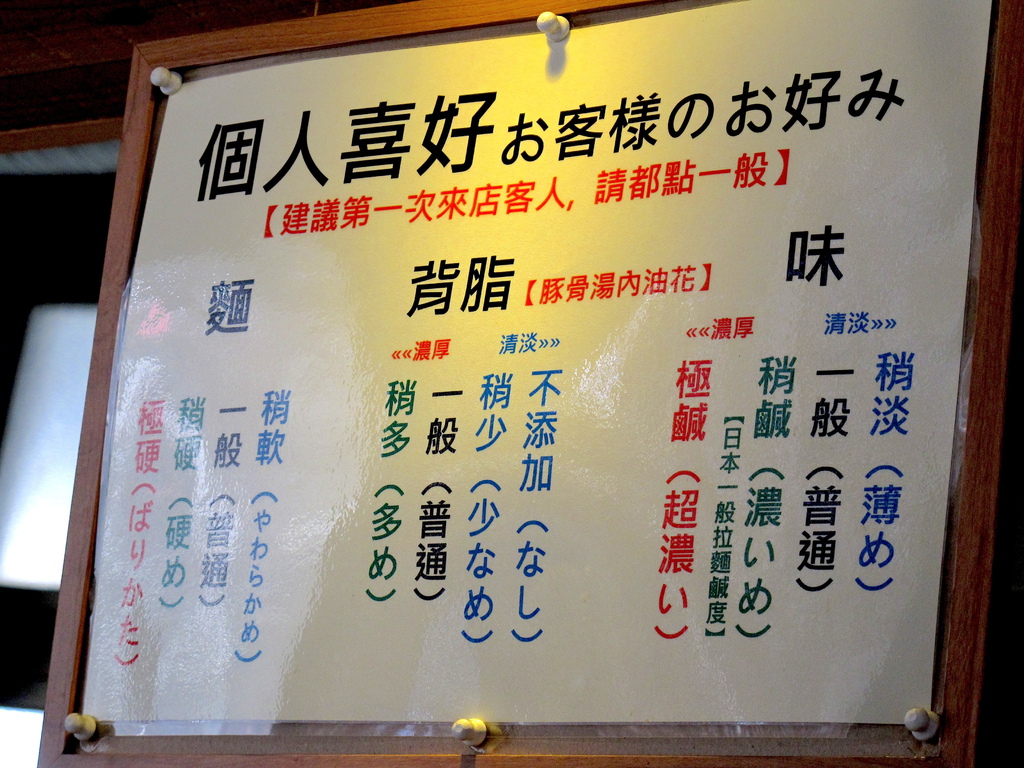 個人喜好お客様のお好み
【建議第一次來店客人, 請都點一般】
味
««濃厚 清淡»»
稍淡(薄め)
一般(普通)
稍鹹(濃いめ)
【日本一般拉麵鹹度】
極鹹(超濃い)
背脂【豚骨湯內油花】
««濃厚 清淡»»
不添加(なし)
稍少(少なめ)
一般(普通)
稍多(多め)
麵
稍軟(やわらかめ)
一般(普通)
稍硬(硬め)
極硬(ばりかた)